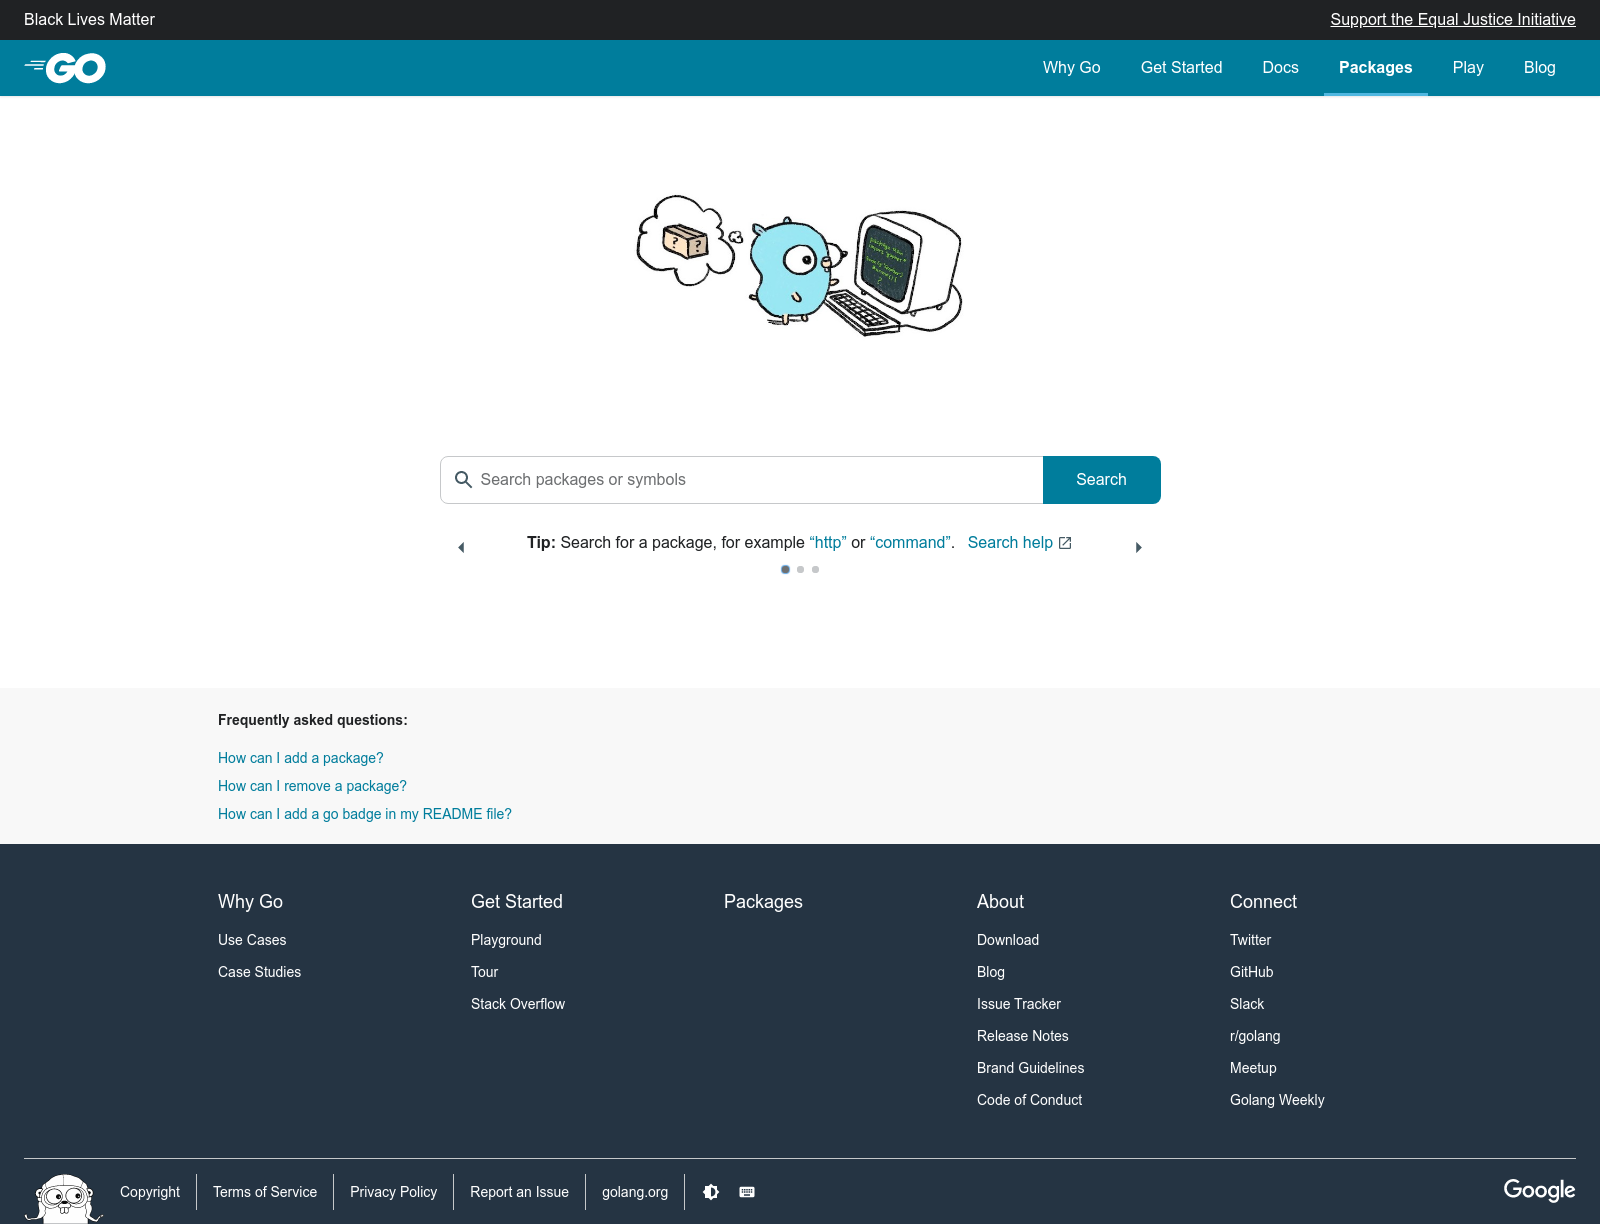 Black Lives Matter
Support the Equal Justice Initiative
GO
Why Go
Get Started
Docs
Packages
Play
Blog
? ?
Search packages or symbols
Search
Tip: Search for a package, for example “http” or “command”. Search help
Frequently asked questions:
How can I add a package?
How can I remove a package?
How can I add a go badge in my README file?
Why Go
Use Cases
Case Studies
Get Started
Playground
Tour
Stack Overflow
Packages
About
Download
Blog
Issue Tracker
Release Notes
Brand Guidelines
Code of Conduct
Connect
Twitter
GitHub
Slack
r/golang
Meetup
Golang Weekly
Copyright
Terms of Service
Privacy Policy
Report an Issue
golang.org
Google